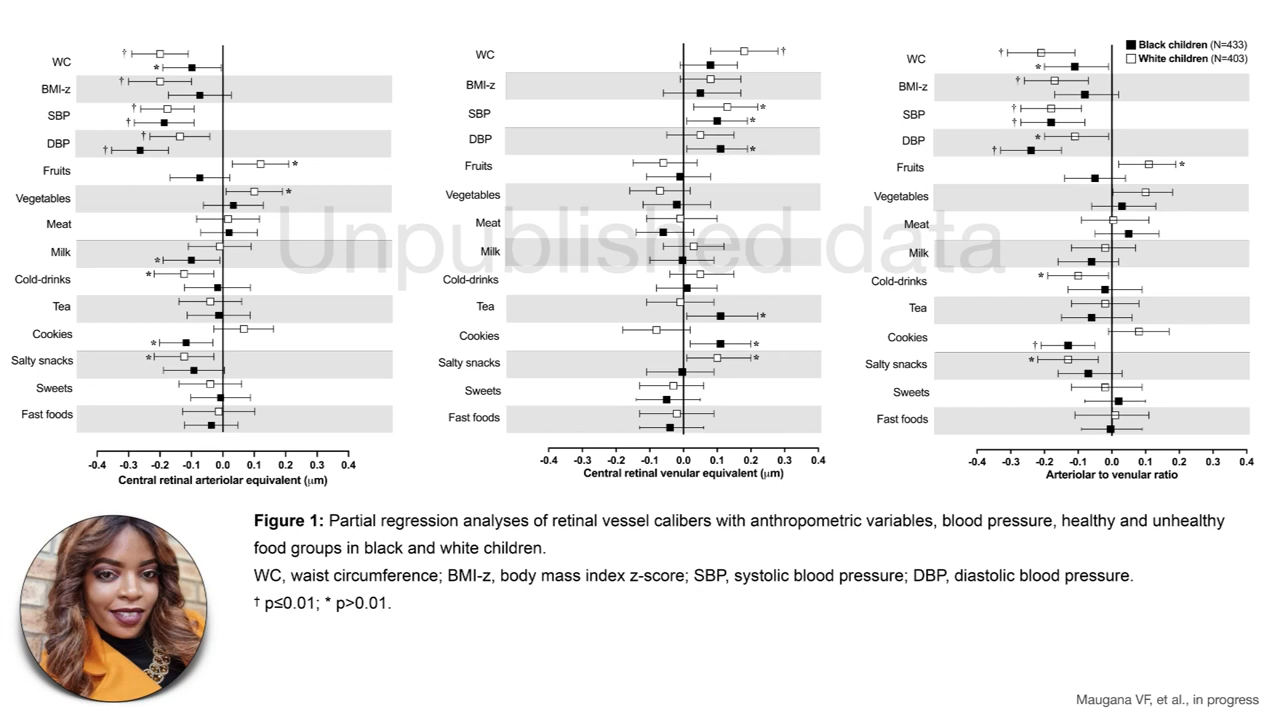 Black children (N=433)
White children (N=403)
WC
BMI-z
SBP
DBP
Fruits
Vegetables
Meat
Milk
Cold-drinks
Tea
Cookies
Salty snacks
Sweets
Fast foods
† * † † † † † * * * * * *
-0.4 -0.3 -0.2 -0.1 0.0 0.1 0.2 0.3 0.4
Central retinal arteriolar equivalent (μm)
WC
BMI-z
SBP
DBP
Fruits
Vegetables
Meat
Milk
Cold-drinks
Tea
Cookies
Salty snacks
Sweets
Fast foods
† * * * * * *
-0.4 -0.3 -0.2 -0.1 0.0 0.1 0.2 0.3 0.4
Central retinal venular equivalent (μm)
WC
BMI-z
SBP
DBP
Fruits
Vegetables
Meat
Milk
Cold-drinks
Tea
Cookies
Salty snacks
Sweets
Fast foods
† * † † † * † * * † *
-0.4 -0.3 -0.2 -0.1 0.0 0.1 0.2 0.3 0.4
Arteriolar to venular ratio
Unpublished data
Figure 1: Partial regression analyses of retinal vessel calibers with anthropometric variables, blood pressure, healthy and unhealthy
food groups in black and white children.
WC, waist circumference; BMI-z, body mass index z-score; SBP, systolic blood pressure; DBP, diastolic blood pressure.
† p≤0.01; * p>0.01.
Maugana VF, et al., in progress